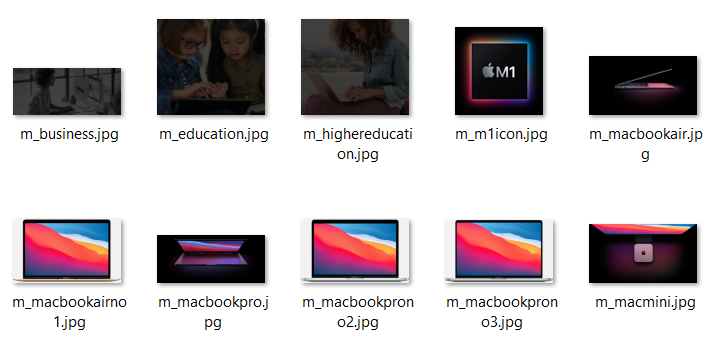 M1
m_business.jpg
m_education.jpg
m_highereducati
on.jpg
m_m1icon.jpg
m_macbookair.jp
g
m_macbookairno
1.jpg
m_macbookpro.j
pg
m_macbookpron
o2.jpg
m_macbookpron
o3.jpg
m_macmini.jpg